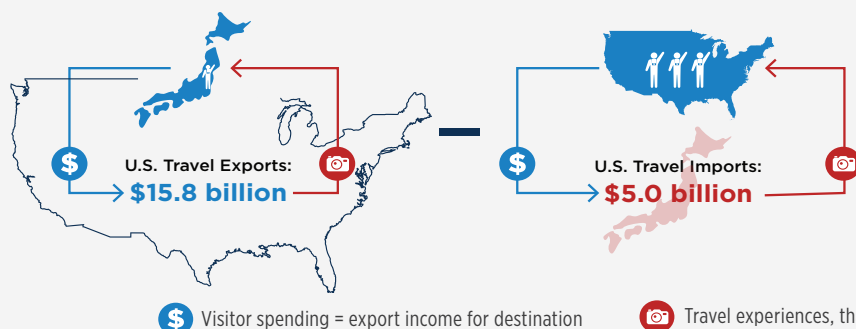 U.S. Travel Exports:
$15.8 billion
U.S. Travel Imports:
$5.0 billion
$ Visitor spending = export income for destination
Travel experiences, th
$
$